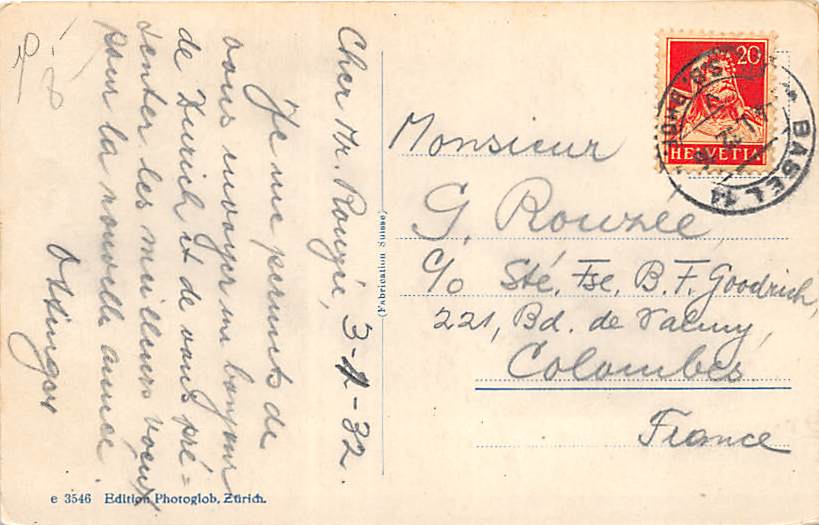 Cher Mr. Rouzée, 3-1-32.
Je me permets de
vous envoyer un bonjour
de Zurich et de vous pré=
senter les meilleurs voeux
pour la nouvelle année.
(Fabrication Suisse)
e 3546 Edition Photoglob, Zürich.
20
HELVETIA
BASEL 14
Monsieur
G. Rouzée,
c/o Sté. Fse. B.F. Goodrich,
221, Bd. de Valmy,
Colombes
France